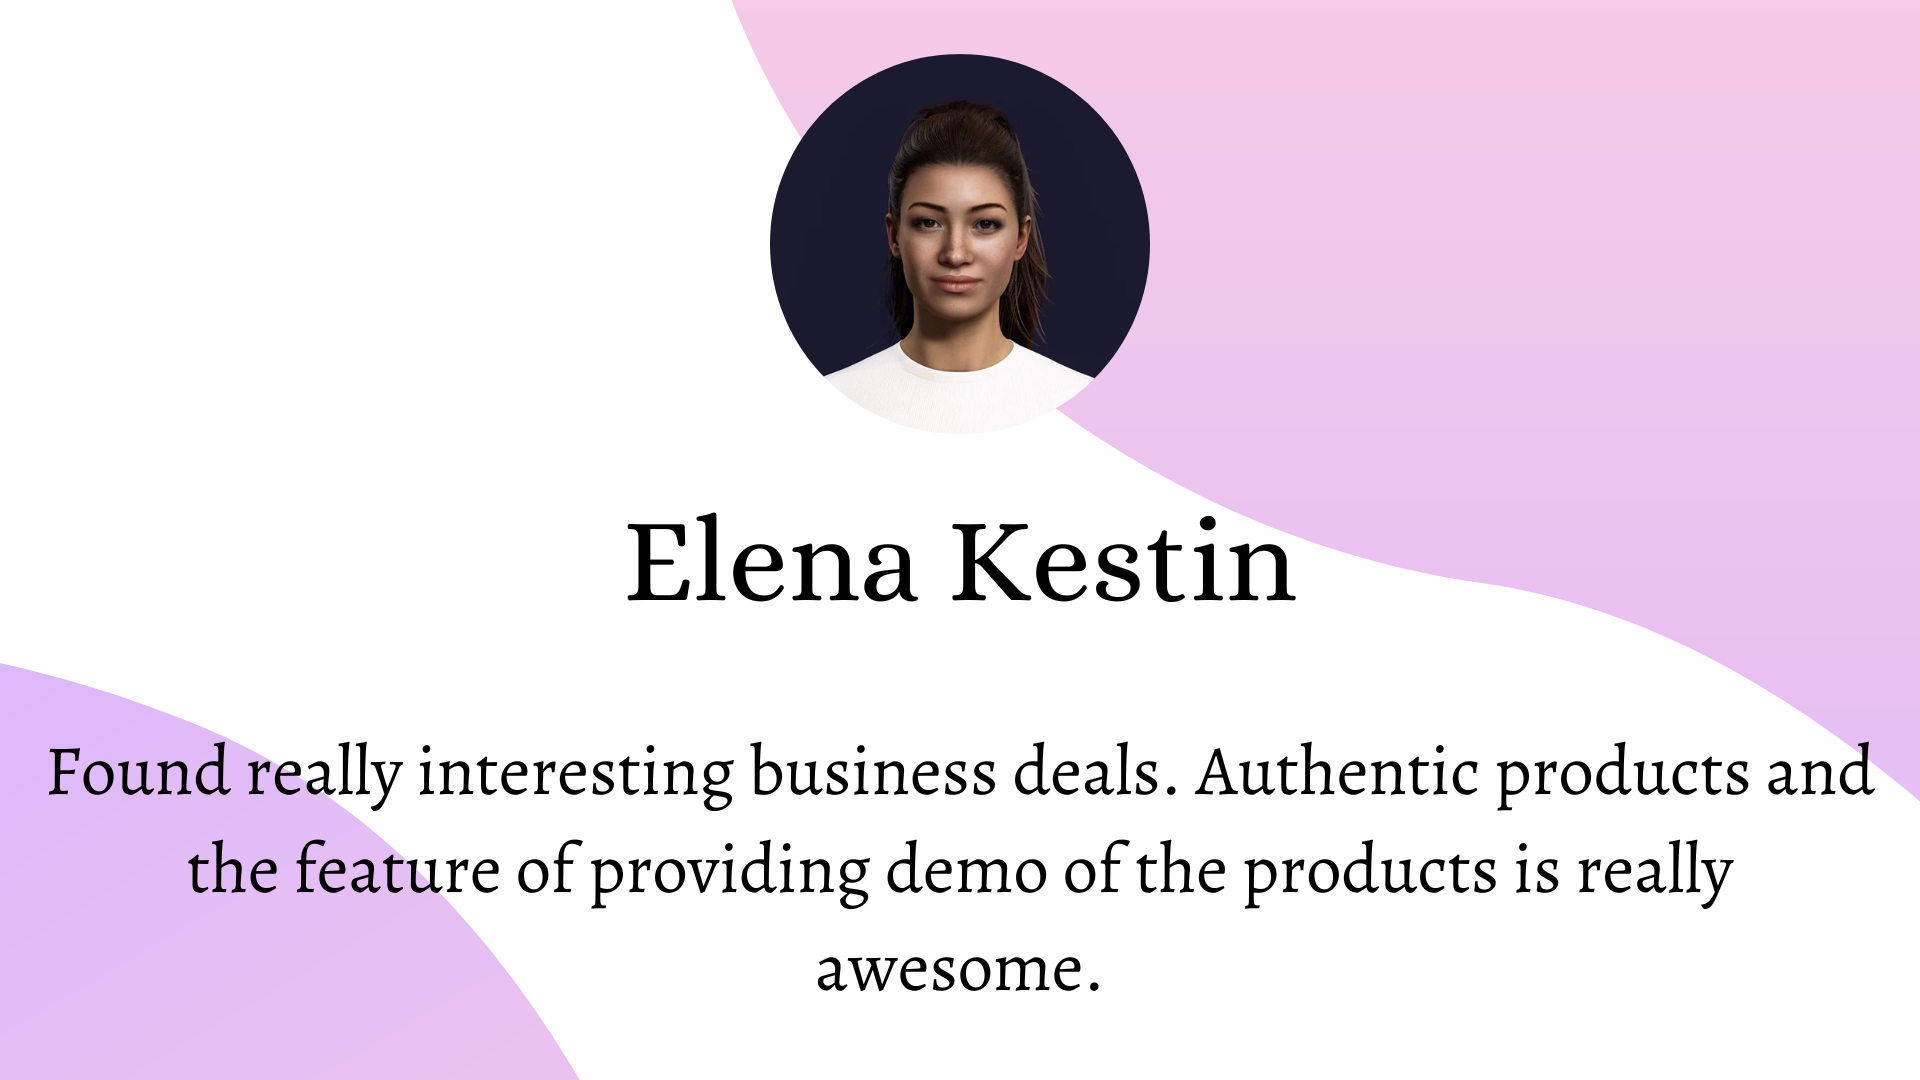 Elena Kestin
Found really interesting business deals. Authentic products and
the feature of providing demo of the products is really
awesome.